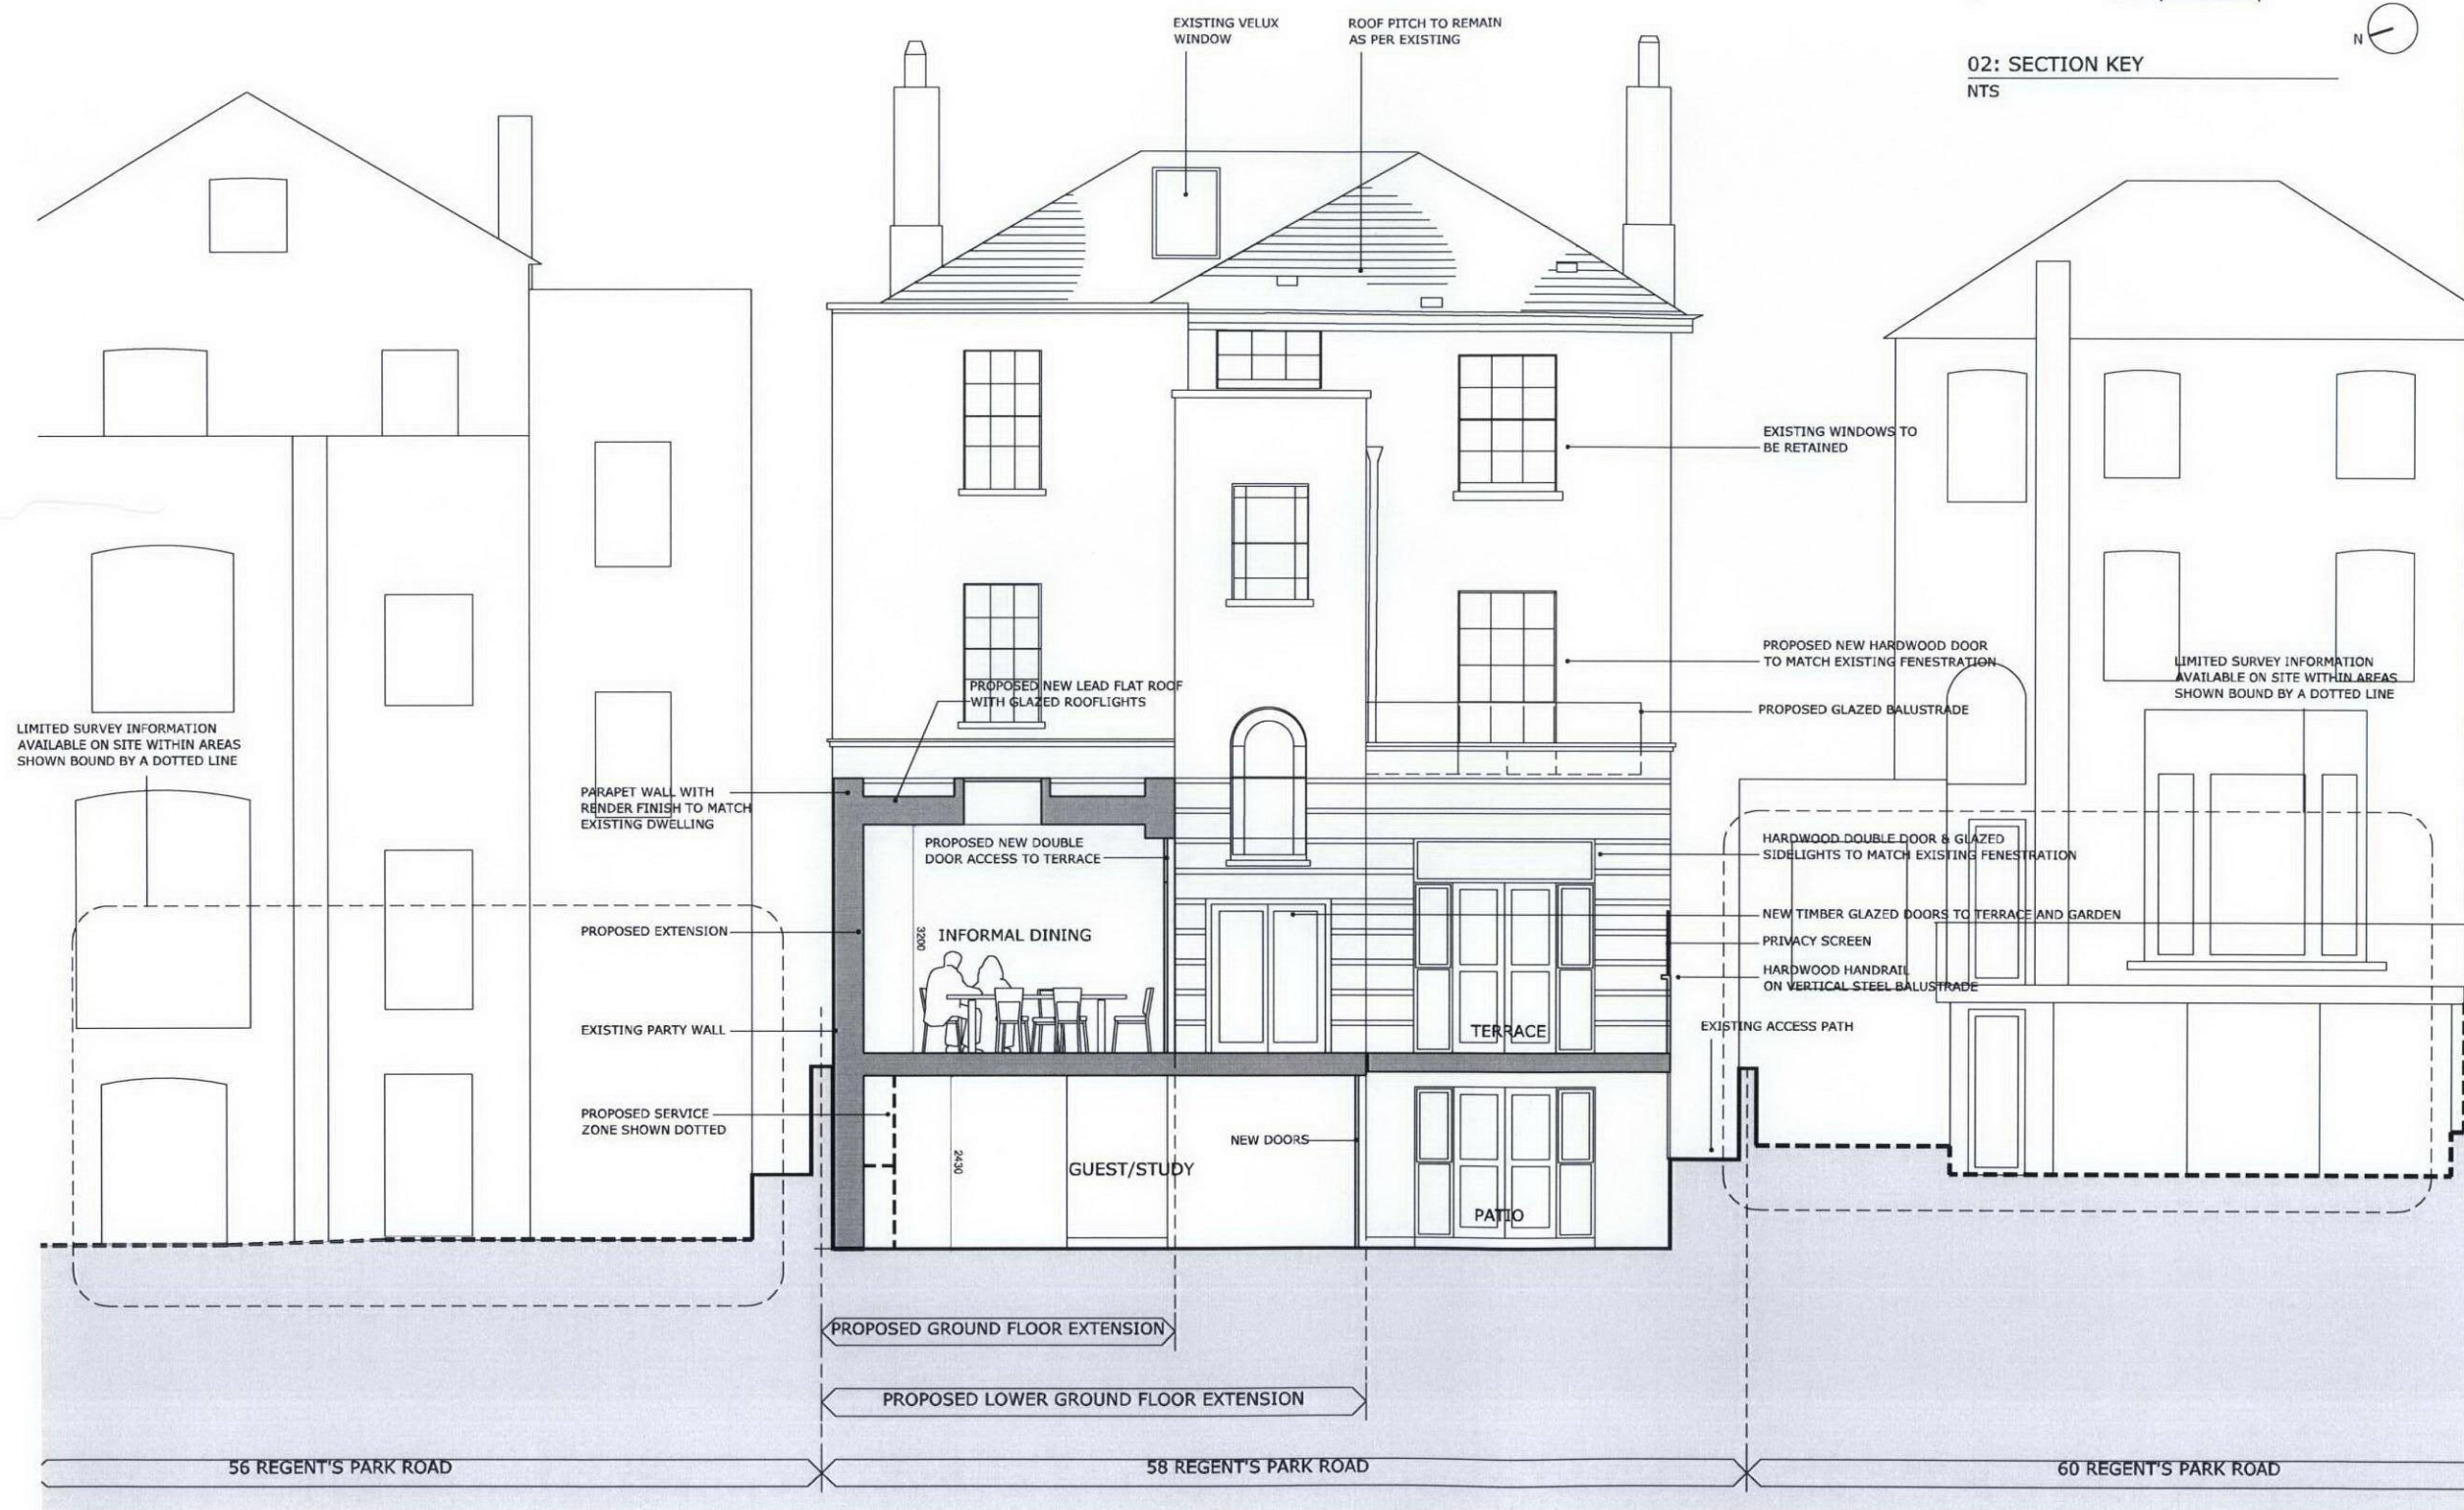 EXISTING VELUX
WINDOW
ROOF PITCH TO REMAIN
AS PER EXISTING
N
02: SECTION KEY
NTS
EXISTING WINDOWS TO
BE RETAINED
PROPOSED NEW HARDWOOD DOOR
TO MATCH EXISTING FENESTRATION
LIMITED SURVEY INFORMATION
AVAILABLE ON SITE WITHIN AREAS
SHOWN BOUND BY A DOTTED LINE
PROPOSED NEW LEAD FLAT ROOF
WITH GLAZED ROOFLIGHTS
PROPOSED GLAZED BALUSTRADE
LIMITED SURVEY INFORMATION
AVAILABLE ON SITE WITHIN AREAS
SHOWN BOUND BY A DOTTED LINE
PARAPET WALL WITH
RENDER FINISH TO MATCH
EXISTING DWELLING
PROPOSED NEW DOUBLE
DOOR ACCESS TO TERRACE
HARDWOOD DOUBLE DOOR & GLAZED
SIDELIGHTS TO MATCH EXISTING FENESTRATION
NEW TIMBER GLAZED DOORS TO TERRACE AND GARDEN
PROPOSED EXTENSION
3200
INFORMAL DINING
PRIVACY SCREEN
HARDWOOD HANDRAIL
ON VERTICAL STEEL BALUSTRADE
EXISTING PARTY WALL
TERRACE
EXISTING ACCESS PATH
PROPOSED SERVICE
ZONE SHOWN DOTTED
NEW DOORS
2430
GUEST/STUDY
PATIO
PROPOSED GROUND FLOOR EXTENSION
PROPOSED LOWER GROUND FLOOR EXTENSION
56 REGENT'S PARK ROAD
58 REGENT'S PARK ROAD
60 REGENT'S PARK ROAD